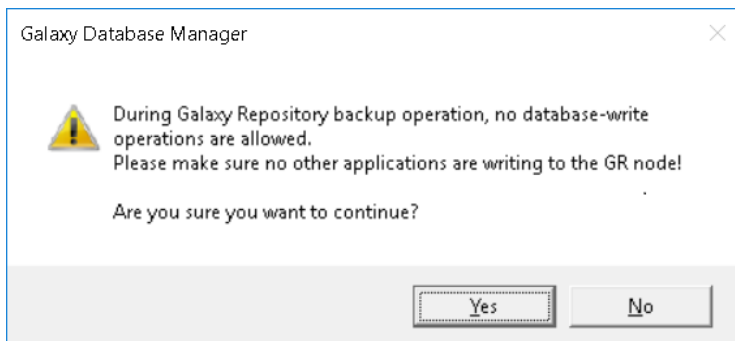 Galaxy Database Manager
During Galaxy Repository backup operation, no database-write
operations are allowed.
Please make sure no other applications are writing to the GR node!
.
Are you sure you want to continue?
Yes
No